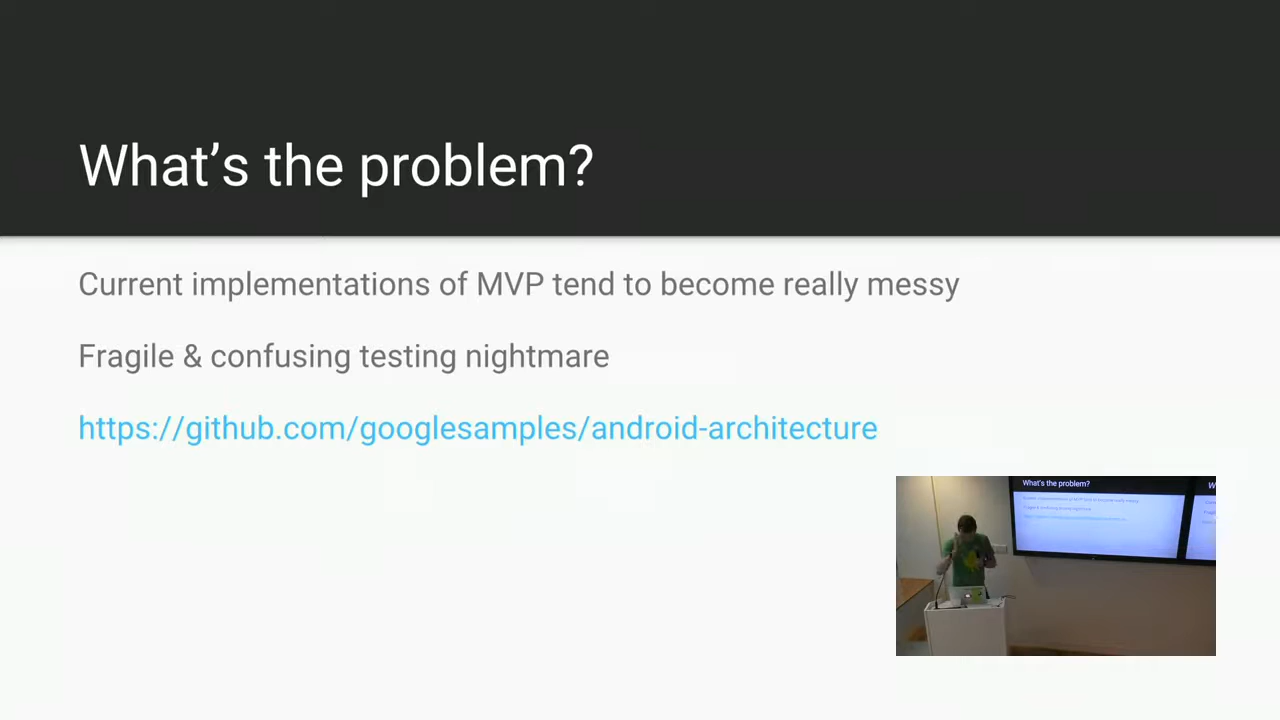 What’s the problem?
Current implementations of MVP tend to become really messy
Fragile & confusing testing nightmare
https://github.com/googlesamples/android-architecture
What's the problem?